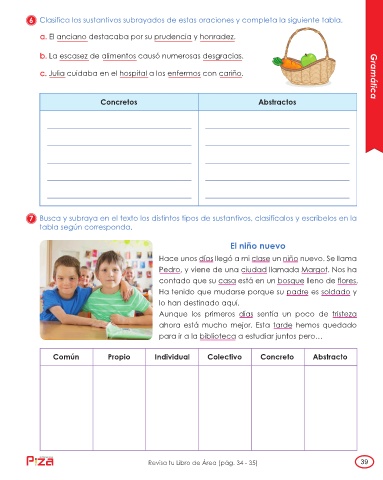 6 Clasifico los sustantivos subrayados de estas oraciones y completa la siguiente tabla.
a. El anciano destacaba por su prudencia y honradez.
b. La escasez de alimentos causó numerosas desgracias.
c. Julia cuidaba en el hospital a los enfermos con cariño.
Gramática
Concretos Abstractos
7 Busca y subraya en el texto los distintos tipos de sustantivos, clasifícalos y escríbelos en la
tabla según corresponda.
El niño nuevo
Hace unos días llegó a mi clase un niño nuevo. Se llama
Pedro, y viene de una ciudad llamada Margot. Nos ha
contado que su casa está en un bosque lleno de flores.
Ha tenido que mudarse porque su padre es soldado y
lo han destinado aquí.
Aunque los primeros días sentía un poco de tristeza
ahora está mucho mejor. Esta tarde hemos quedado
para ir a la biblioteca a estudiar juntos pero...
Común Propio Individual Colectivo Concreto Abstracto
Piza
Revisa tu Libro de Área (pág. 34 - 35)
39